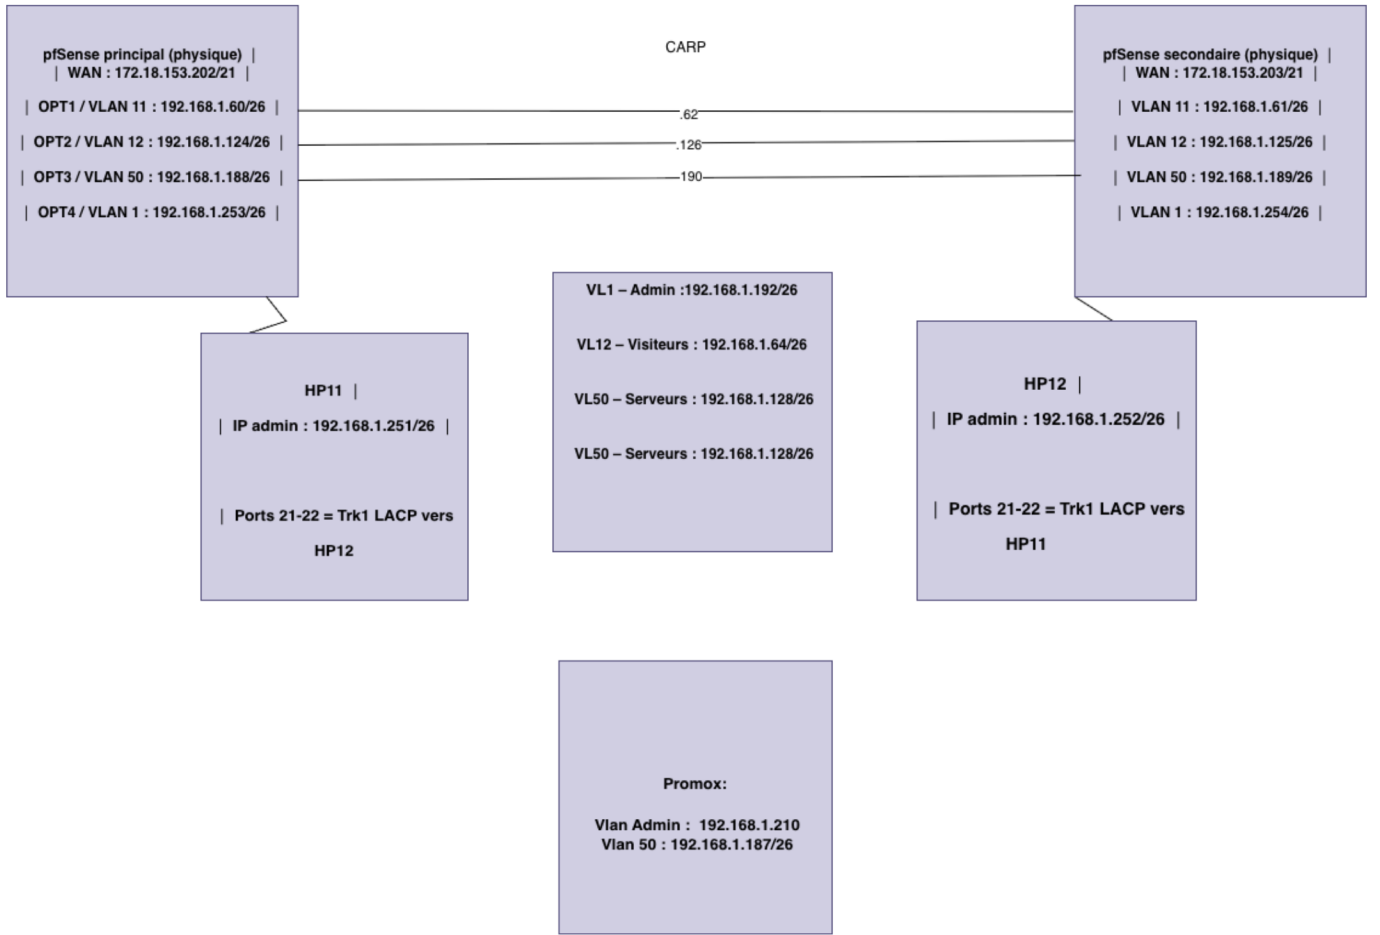 pfSense principal (physique) |
| WAN : 172.18.153.202/21 |
| OPT1 / VLAN 11 : 192.168.1.60/26 |
| OPT2 / VLAN 12 : 192.168.1.124/26 |
| OPT3 / VLAN 50 : 192.168.1.188/26 |
| OPT4 / VLAN 1 : 192.168.1.253/26 |
CARP
.62
.126
190
pfSense secondaire (physique) |
| WAN : 172.18.153.203/21 |
| VLAN 11 : 192.168.1.61/26 |
| VLAN 12 : 192.168.1.125/26 |
| VLAN 50 : 192.168.1.189/26 |
| VLAN 1 : 192.168.1.254/26 |
HP11 |
| IP admin : 192.168.1.251/26 |
| Ports 21-22 = Trk1 LACP vers
HP12
VL1 – Admin :192.168.1.192/26
VL12 – Visiteurs : 192.168.1.64/26
VL50 – Serveurs : 192.168.1.128/26
VL50 – Serveurs : 192.168.1.128/26
HP12 |
| IP admin : 192.168.1.252/26 |
| Ports 21-22 = Trk1 LACP vers
HP11
Promox:
Vlan Admin : 192.168.1.210
Vlan 50 : 192.168.1.187/26